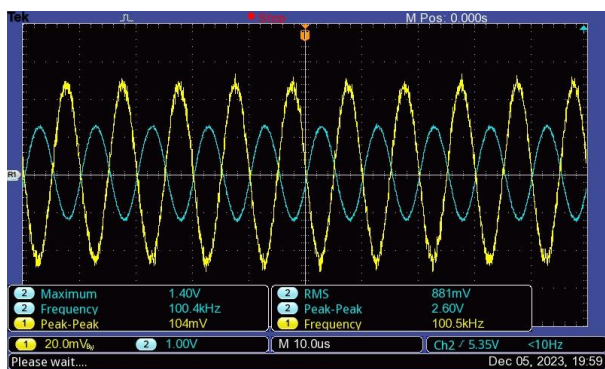 Tek M Pos: 0.000s
T
R1
2 Maximum 1.40V
2 Frequency 100.4kHz
1 Peak-Peak 104mV
2 RMS 881mV
2 Peak-Peak 2.60V
1 Frequency 100.5kHz
1 20.0mV 2 1.00V M 10.0us Ch2 / 5.35V <10Hz
Please wait.... Dec 05, 2023, 19:59